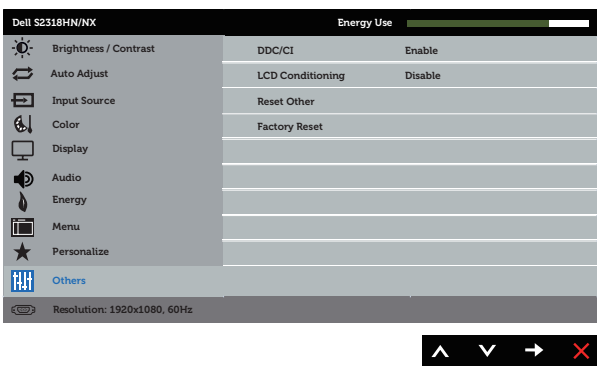 Dell S2318HN/NX Energy Use
Brightness / Contrast
Auto Adjust
Input Source
Color
Display
Audio
Energy
Menu
Personalize
Others
DDC/CI Enable
LCD Conditioning Disable
Reset Other
Factory Reset
Resolution: 1920x1080, 60Hz